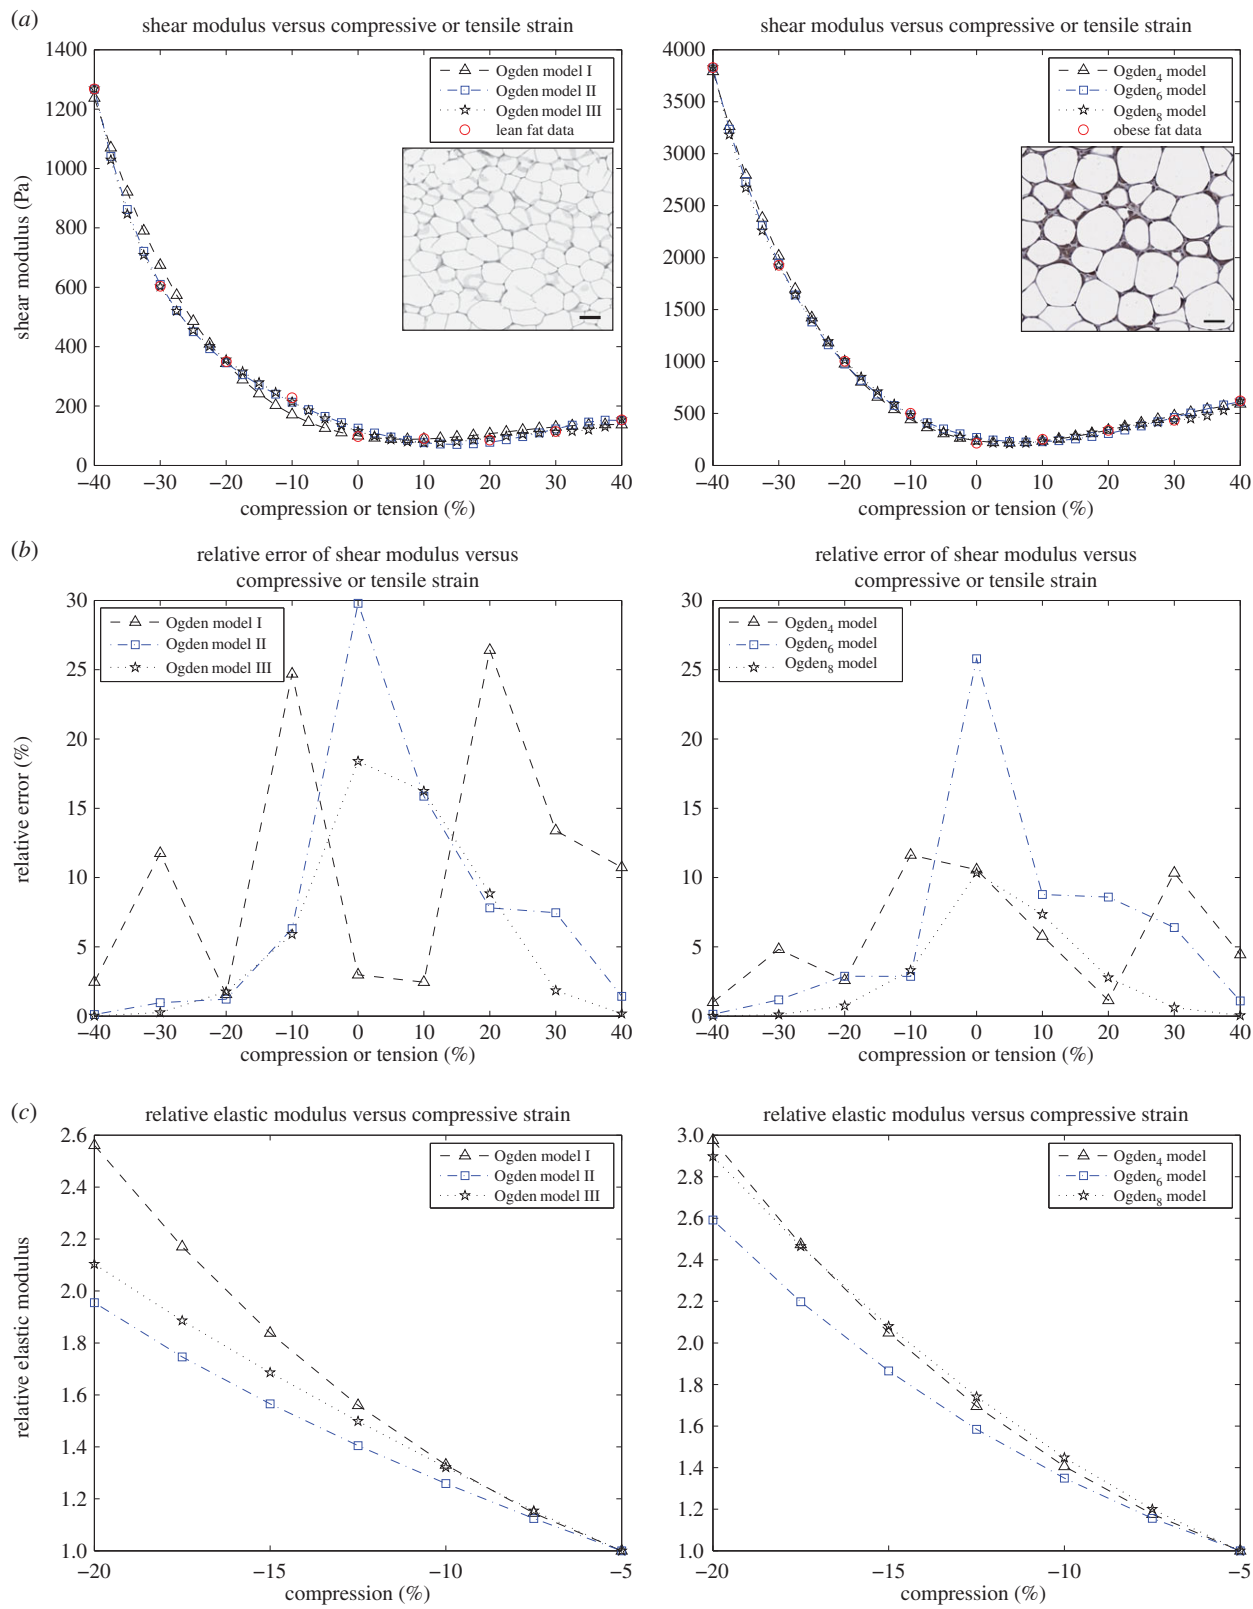 (a)
shear modulus versus compressive or tensile strain
shear modulus (Pa)
1400
1200
1000
800
600
400
200
0
−40 −30 −20 −10 0 10 20 30 40
compression or tension (%)
Ogden model I
Ogden model II
Ogden model III
lean fat data
shear modulus versus compressive or tensile strain
4000
3500
3000
2500
2000
1500
1000
500
0
−40 −30 −20 −10 0 10 20 30 40
compression or tension (%)
Ogden4 model
Ogden6 model
Ogden8 model
obese fat data
(b)
relative error of shear modulus versus
compressive or tensile strain
relative error (%)
30
25
20
15
10
5
0
−40 −30 −20 −10 0 10 20 30 40
compression or tension (%)
Ogden model I
Ogden model II
Ogden model III
relative error of shear modulus versus
compressive or tensile strain
30
25
20
15
10
5
0
−40 −30 −20 −10 0 10 20 30 40
compression or tension (%)
Ogden4 model
Ogden6 model
Ogden8 model
(c)
relative elastic modulus versus compressive strain
relative elastic modulus
2.6
2.4
2.2
2.0
1.8
1.6
1.4
1.2
1.0
−20 −15 −10 −5
compression (%)
Ogden model I
Ogden model II
Ogden model III
relative elastic modulus versus compressive strain
3.0
2.8
2.6
2.4
2.2
2.0
1.8
1.6
1.4
1.2
1.0
−20 −15 −10 −5
compression (%)
Ogden4 model
Ogden6 model
Ogden8 model